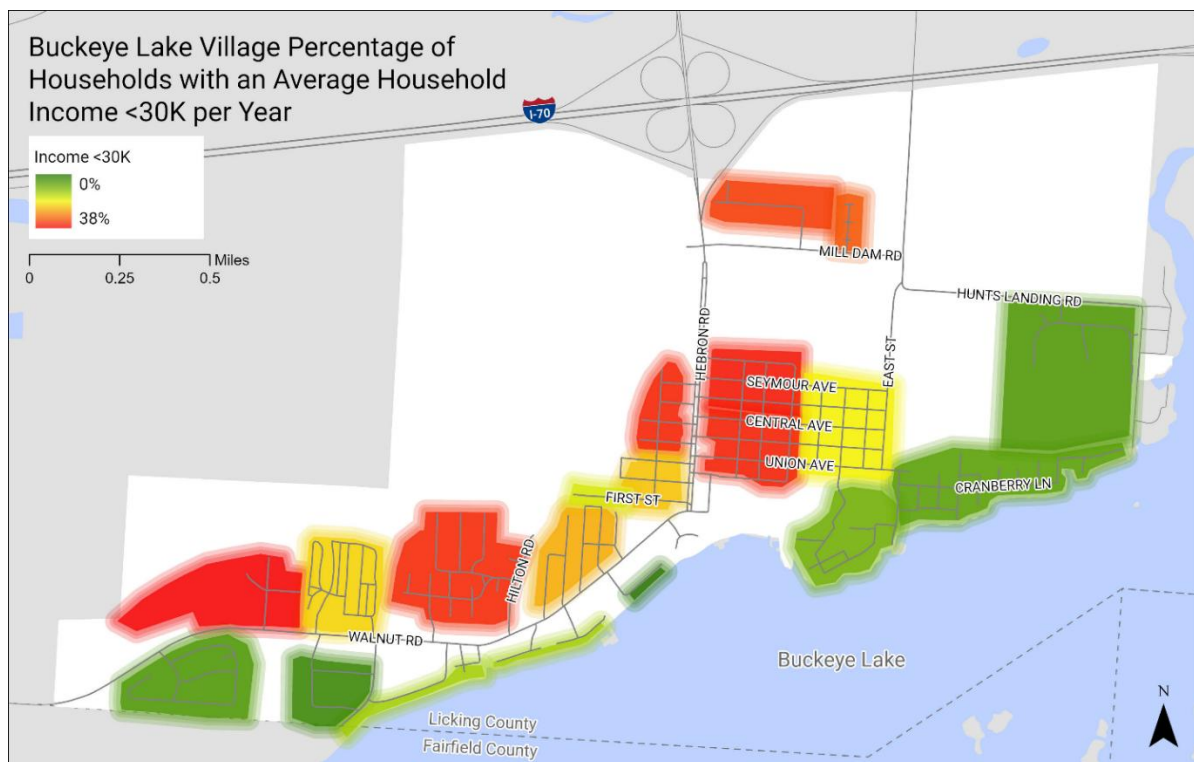 Buckeye Lake Village Percentage of
Households with an Average Household
Income <30K per Year
I-70
Income <30K
0%
38%
Miles
0 0.25 0.5
MILL DAM RD
HUNTS LANDING RD
HEBRON RD
EAST ST
SEYMOUR AVE
CENTRAL AVE
UNION AVE
CRANBERRY LN
FIRST ST
HILTON RD
WALNUT RD
Buckeye Lake
Licking County
Fairfield County
N